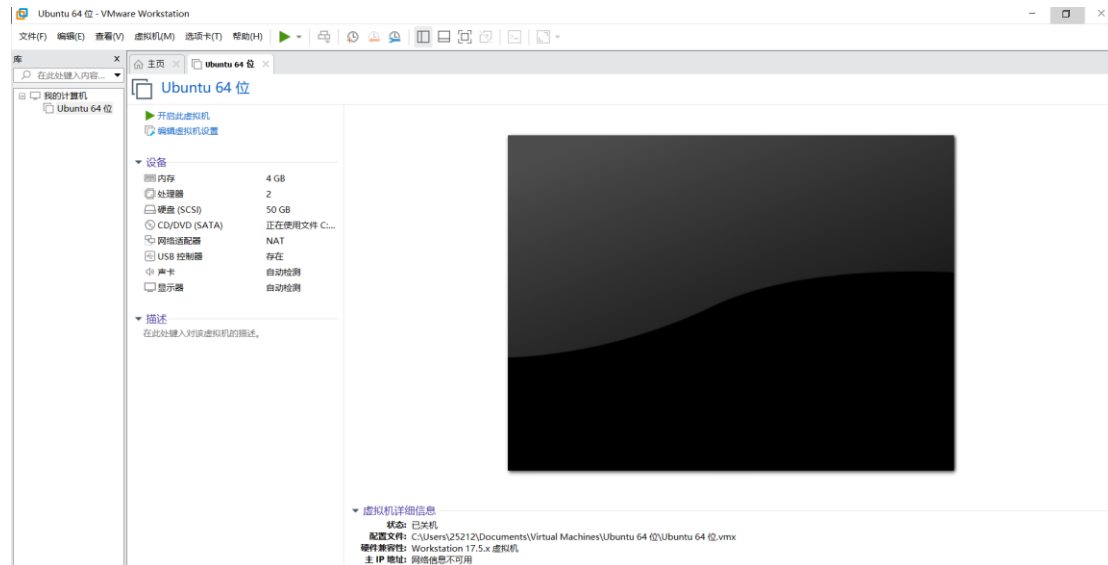 Ubuntu 64 位 - VMware Workstation
文件(F) 编辑(E) 查看(V) 虚拟机(M) 选项卡(T) 帮助(H)
库 x
在此处键入内容...
我的计算机
Ubuntu 64 位
主页 Ubuntu 64 位
Ubuntu 64 位
开启此虚拟机
编辑虚拟机设置
设备
内存 4 GB
处理器 2
硬盘 (SCSI) 50 GB
CD/DVD (SATA) 正在使用文件 C:...
网络适配器 NAT
USB 控制器 存在
声卡 自动检测
显示器 自动检测
描述
在此处键入对该虚拟机的描述。
虚拟机详细信息
状态: 已关机
配置文件: C:\Users\25212\Documents\Virtual Machines\Ubuntu 64 位\Ubuntu 64 位.vmx
硬件兼容性: Workstation 17.5.x 虚拟机
主 IP 地址: 网络信息不可用